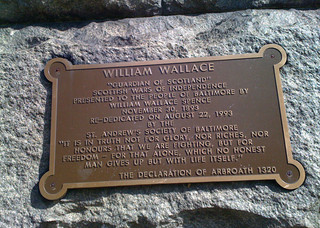 WILLIAM WALLACE
"GUARDIAN OF SCOTLAND"
SCOTTISH WARS OF INDEPENDENCE
PRESENTED TO THE PEOPLE OF BALTIMORE BY
WILLIAM WALLACE SPENCE
NOVEMBER 30, 1893
RE-DEDICATED ON AUGUST 22, 1993
BY THE
ST. ANDREW'S SOCIETY OF BALTIMORE
"IT IS IN TRUTH NOT FOR GLORY, NOR RICHES, NOR
HONOURS THAT WE ARE FIGHTING, BUT FOR
FREEDOM - FOR THAT ALONE, WHICH NO HONEST
MAN GIVES UP BUT WITH LIFE ITSELF."
THE DECLARATION OF ARBROATH 1320